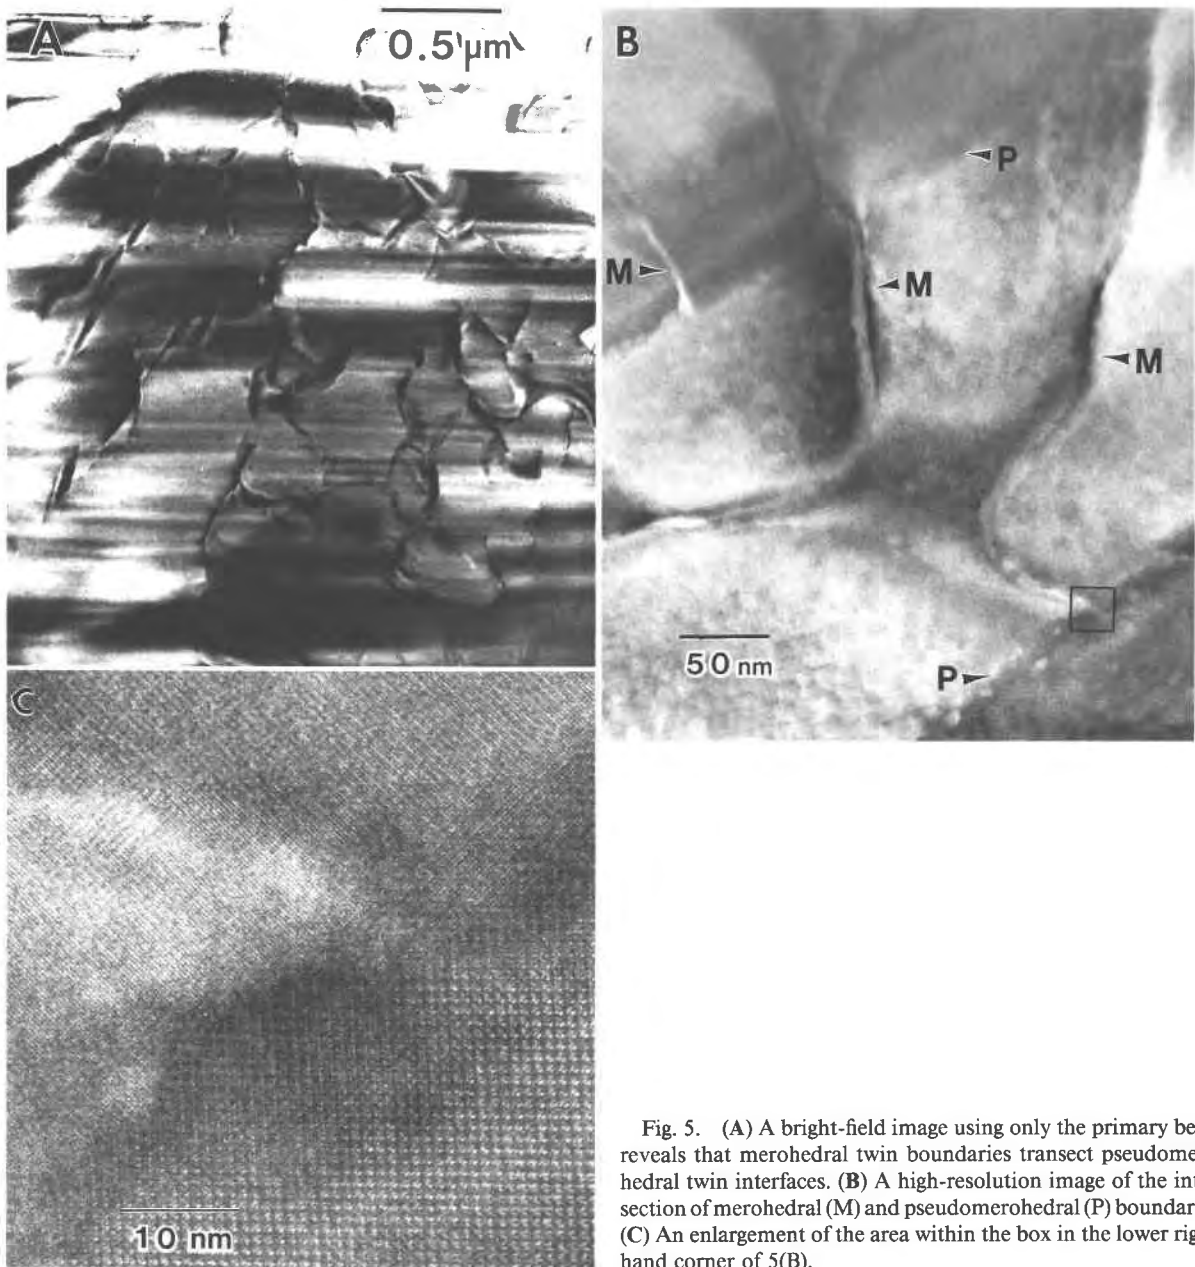 A
0.5 μm
B
P
M
M
M
50 nm
P
C
10 nm
Fig. 5. (A) A bright-field image using only the primary be
reveals that merohedral twin boundaries transect pseudome
hedral twin interfaces. (B) A high-resolution image of the in
section of merohedral (M) and pseudomerohedral (P) boundar
(C) An enlargement of the area within the box in the lower rig
hand corner of 5(B).